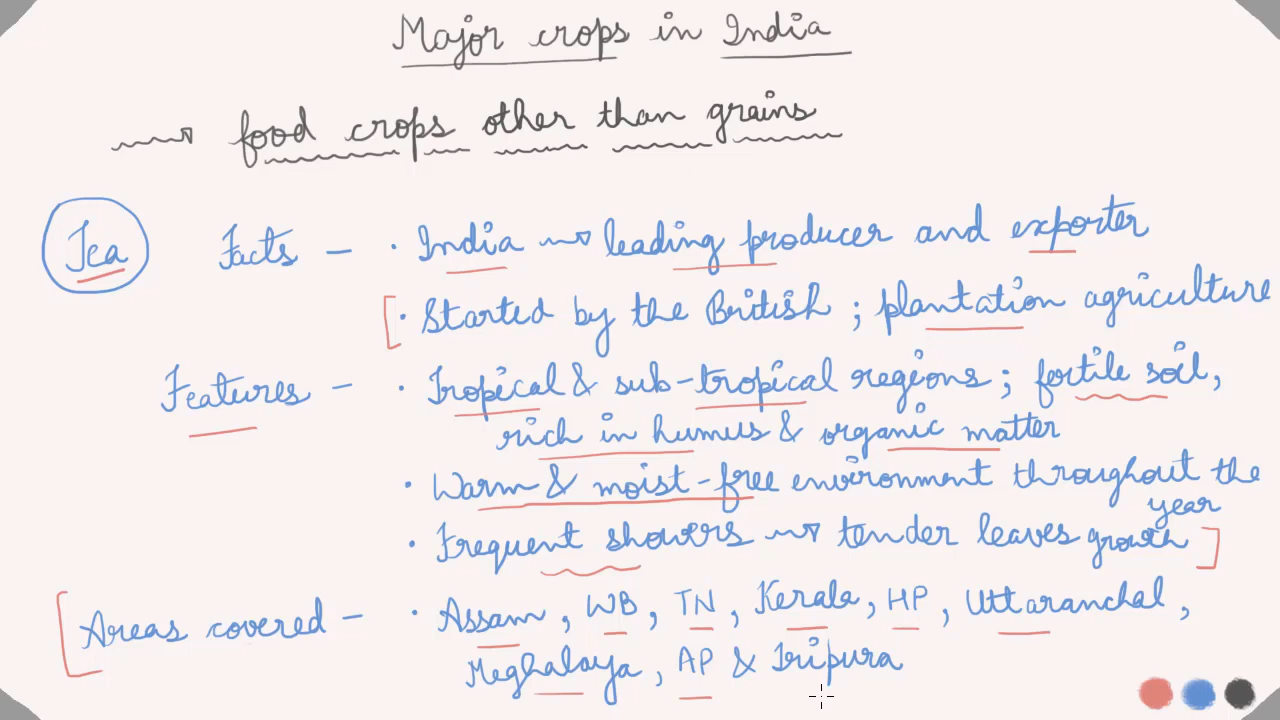 Major crops in India
food crops other than grains
Tea Facts - · India → leading producer and exporter
· Started by the British ; plantation agriculture
Features - · Tropical & sub-tropical regions ; fertile soil,
rich in humus & organic matter
· Warm & moist-free environment throughout the
year
· Frequent showers → tender leaves growth
Areas covered - · Assam, WB, TN, Kerala, HP, Uttaranchal,
Meghalaya, AP & Tripura